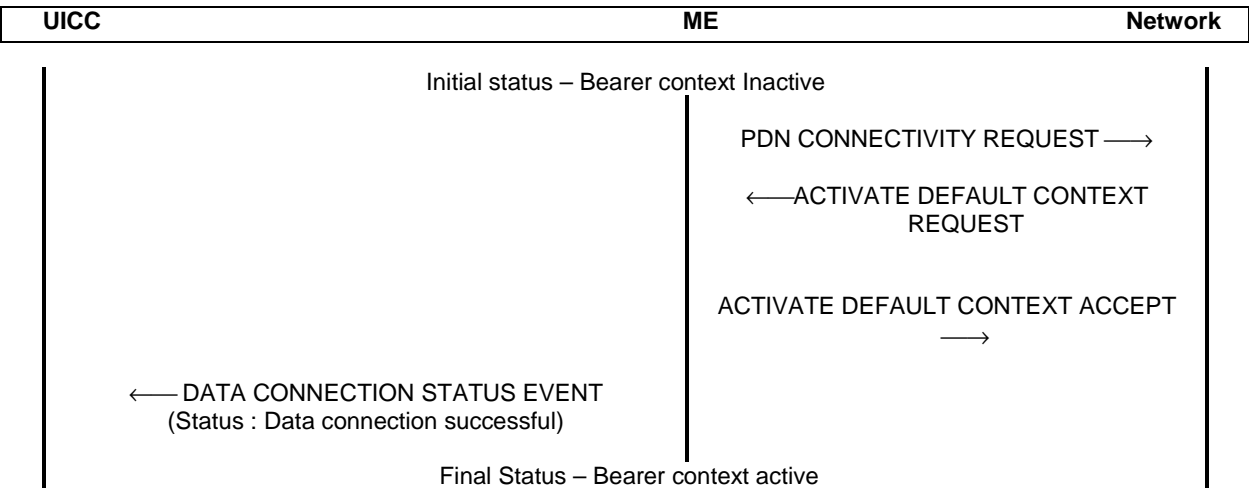 UICC ME Network
Initial status – Bearer context Inactive
PDN CONNECTIVITY REQUEST ⟶
⟵ACTIVATE DEFAULT CONTEXT
REQUEST
ACTIVATE DEFAULT CONTEXT ACCEPT
⟶
⟵ DATA CONNECTION STATUS EVENT
(Status : Data connection successful)
Final Status – Bearer context active